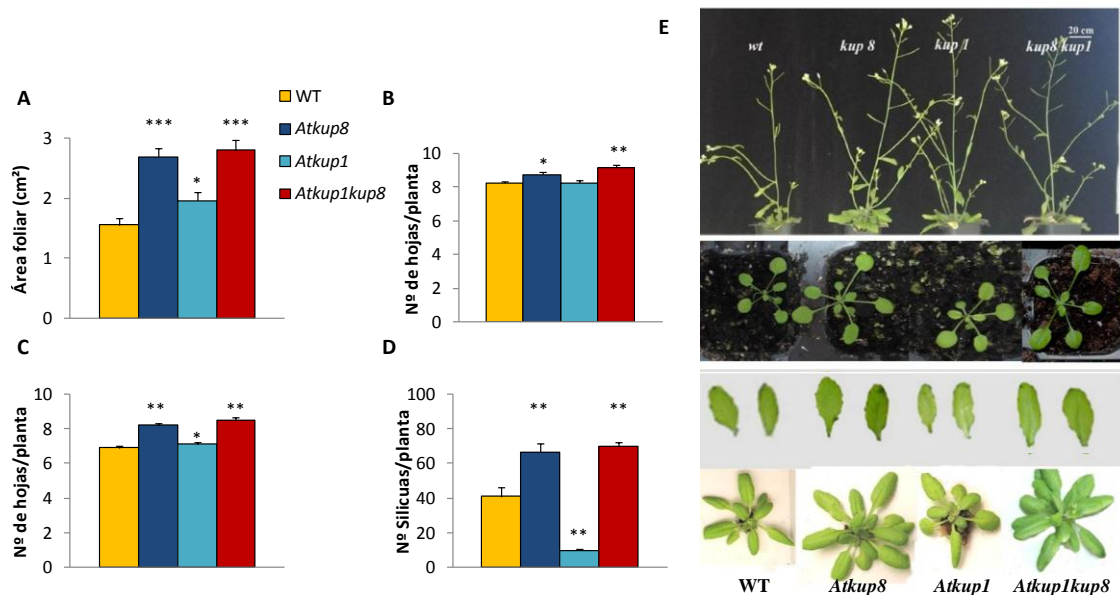 A
WT
Atkup8
Atkup1
Atkup1kup8
Área foliar (cm²)
3
2
1
0
***
*
***
B
Nº de hojas/planta
10
8
6
4
2
0
*
**
C
Nº de hojas/planta
10
8
6
4
2
0
**
*
**
D
Nº Silicuas/planta
100
80
60
40
20
0
**
**
**
E
wt
kup 8
kup 1
20 cm
kup8 kup1
WT
Atkup8
Atkup1
Atkup1kup8